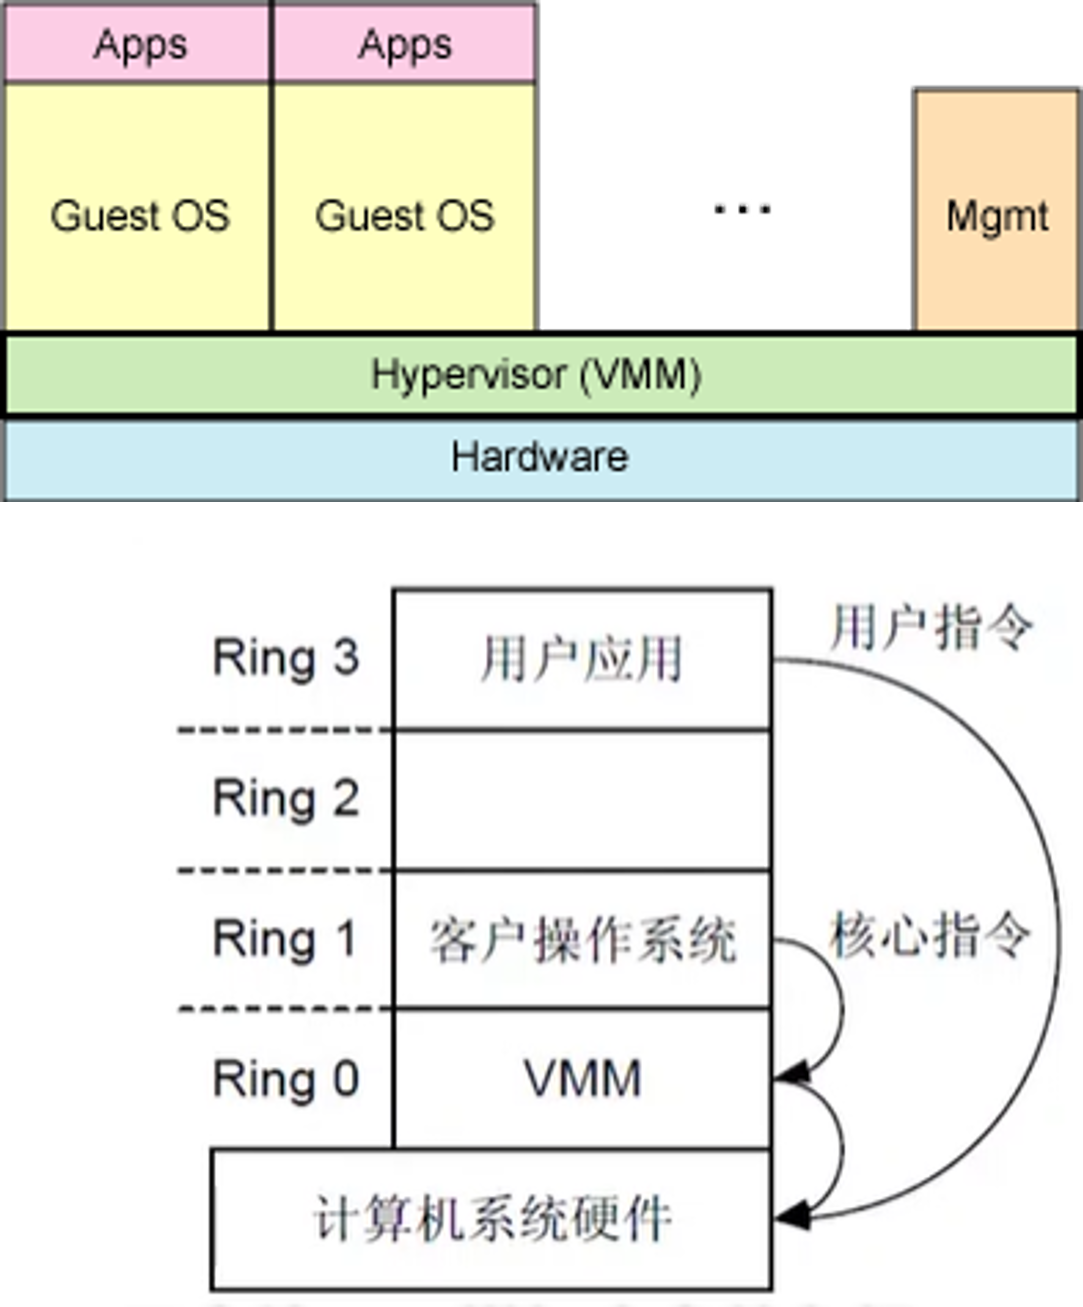 Apps Apps
Guest OS Guest OS ... Mgmt
Hypervisor (VMM)
Hardware
用户指令
Ring 3 用户应用
Ring 2
Ring 1 客户操作系统 核心指令
Ring 0 VMM
计算机系统硬件